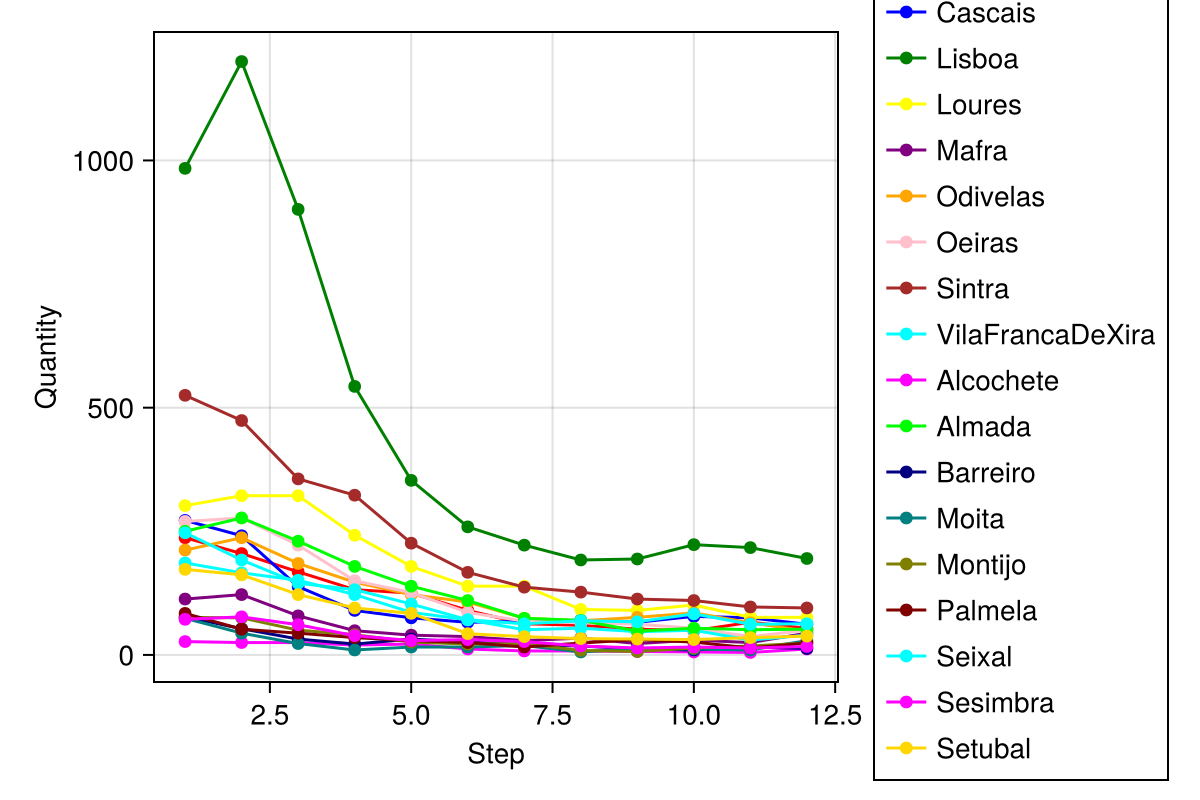 Cascais
Lisboa
Loures
Mafra
Odivelas
Oeiras
Sintra
VilaFrancaDeXira
Alcochete
Almada
Barreiro
Moita
Montijo
Palmela
Seixal
Sesimbra
Setubal
1000
500
0
Quantity
2.5 5.0 7.5 10.0 12.5
Step